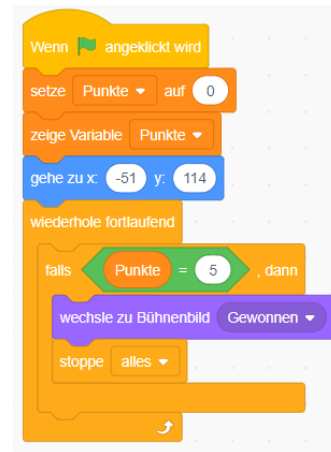 Wenn angeklickt wird
setze Punkte auf 0
zeige Variable Punkte
gehe zu x: -51 y: 114
wiederhole fortlaufend
falls Punkte = 5 , dann
wechsle zu Bühnenbild Gewonnen
stoppe alles